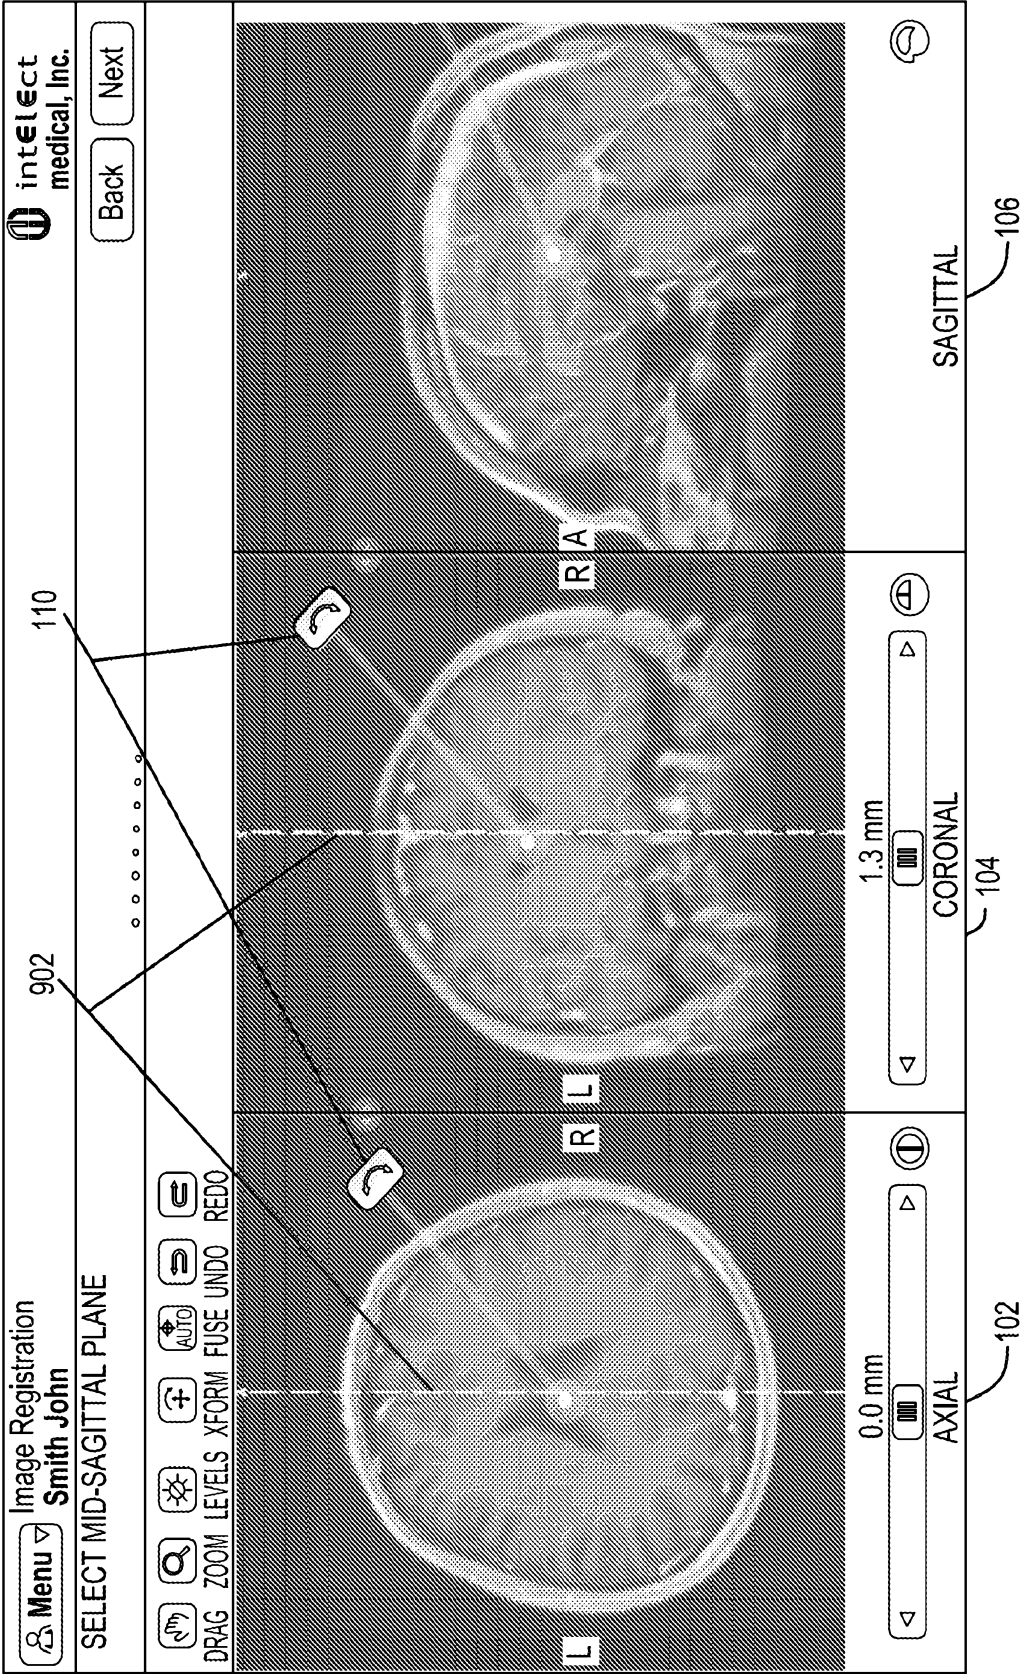 Menu
Image Registration
Smith John
intelect
medical, Inc.
SELECT MID-SAGITTAL PLANE
Back
Next
902
110
AUTO
DRAG ZOOM LEVELS XFORM FUSE UNDO REDO
L
R
L
R
A
0.0 mm
AXIAL
1.3 mm
CORONAL
SAGITTAL
102
104
106